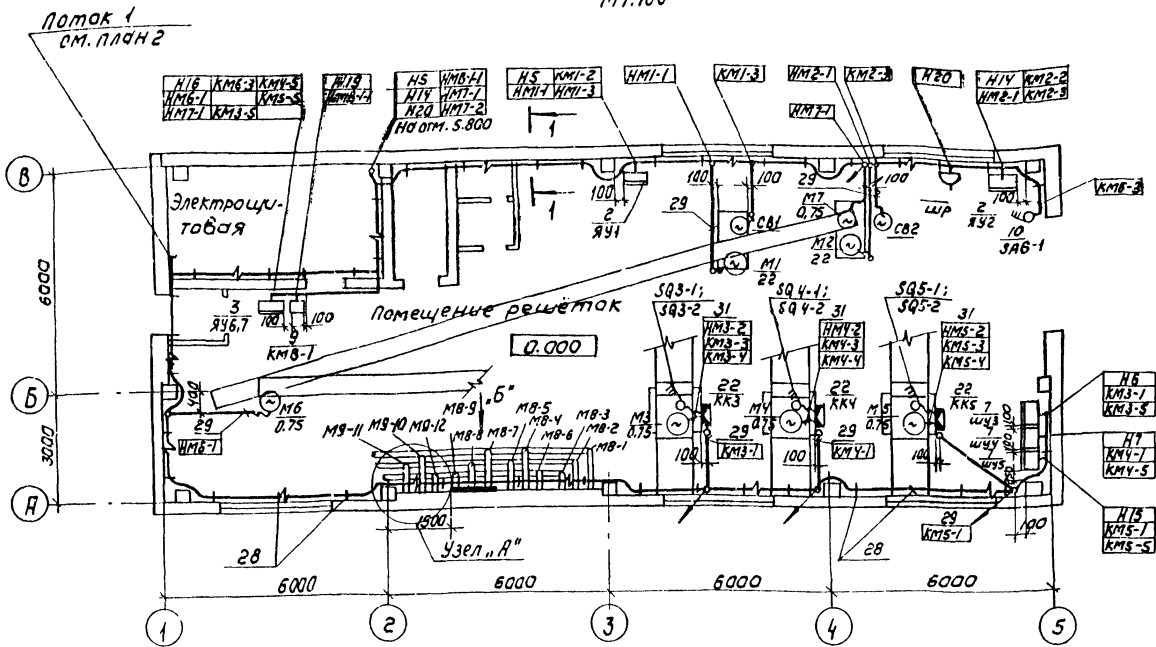 М1:100
Лоток 1
см. план 2
Н16 КМ6-3 КМ4-5
НМ6-1 КМ5-5
НМ7-1 КМ3-5
Н19
Н5 НМ8-1-1
Н14 НМ7-1
Н20 НМ7-2
На отм. 5.800
Н5 КМ1-2
НМ1-1 НМ1-3
НМ1-1
КМ1-3
НМ2-1
КМ2-3
НМ7-1
Н20
Н14 КМ2-2
НМ2-1 КМ2-3
КМ6-3
1
1
В
Электрощи-
товая
100
2
ЯУ1
100
100
29
СВ1
М1
22
29
100
М7
0,75
М2
22
СВ2
ШР
2
ЯУ2
100
10
ЗАБ-1
6000
3
ЯУ6,7
100
100
9
КМ8-1
Помещение решёток
0.000
SQ3-1;
SQ3-2
31
НМ3-2
КМ3-3
КМ3-4
SQ4-1;
SQ4-2
31
НМ4-2
КМ4-3
КМ4-4
SQ5-1;
SQ5-2
31
НМ5-2
КМ5-3
КМ5-4
Б
400
29
НМ6-1
М6
0.75
„Б"
М9-11
М9-10
М9-12
М8-9
М8-8
М8-7
М8-5
М8-4
М8-6
М8-3
М8-2
М8-1
М3
0.75
22
КК3
29
КМ3-1
100
М4
0.75
22
КК4
29
КМ4-1
100
М5
0.75
22
КК5
100
7
ШУ3
ШУ4
7
ШУ5
Н6
КМ3-1
КМ3-5
Н7
КМ4-1
КМ4-5
Н15
КМ5-1
КМ5-5
3000
А
28
1500
Узел „А"
28
29
КМ5-1
100
6000
6000
6000
6000
1
2
3
4
5